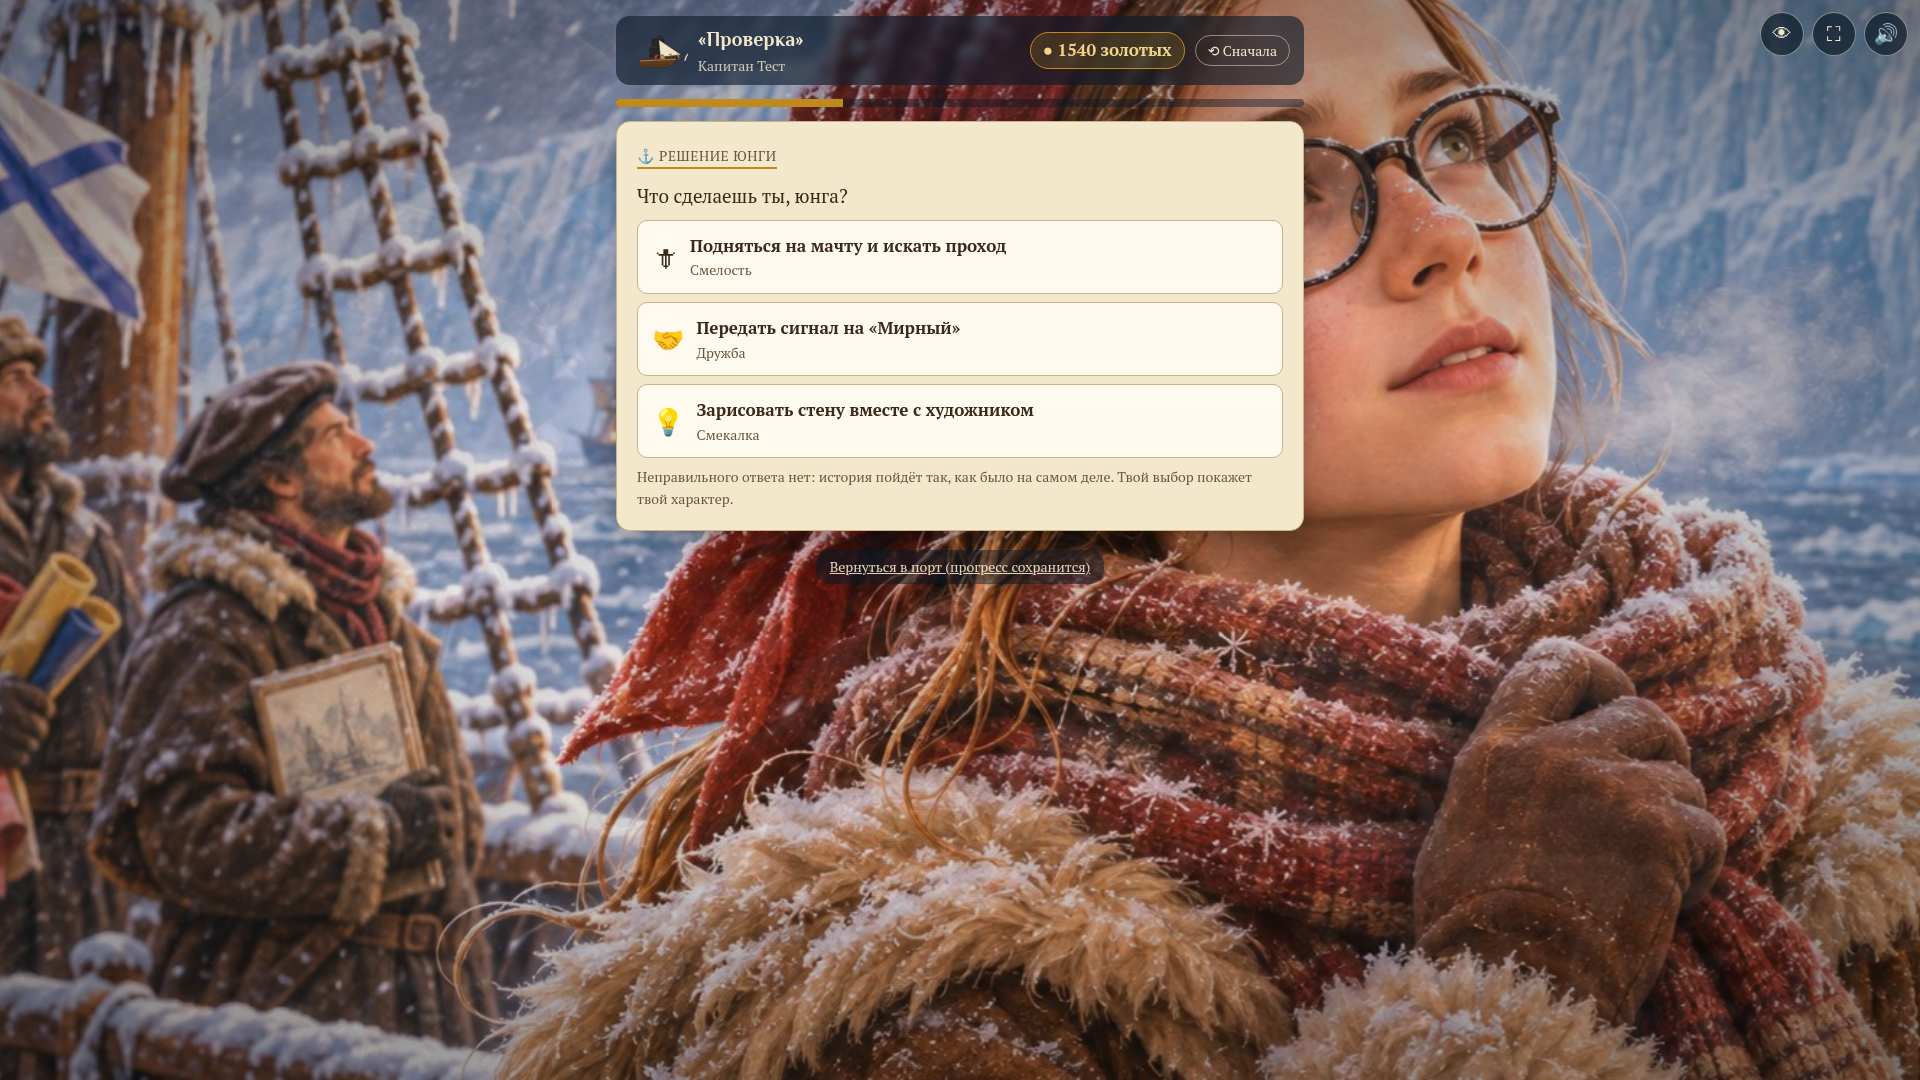 «Проверка»
Капитан Тест
● 1540 золотых
⟲ Сначала
⚓ РЕШЕНИЕ ЮНГИ
Что сделаешь ты, юнга?
Подняться на мачту и искать проход
Смелость
Передать сигнал на «Мирный»
Дружба
Зарисовать стену вместе с художником
Смекалка
Неправильного ответа нет: история пойдёт так, как было на самом деле. Твой выбор покажет
твой характер.
Вернуться в порт (прогресс сохранится)